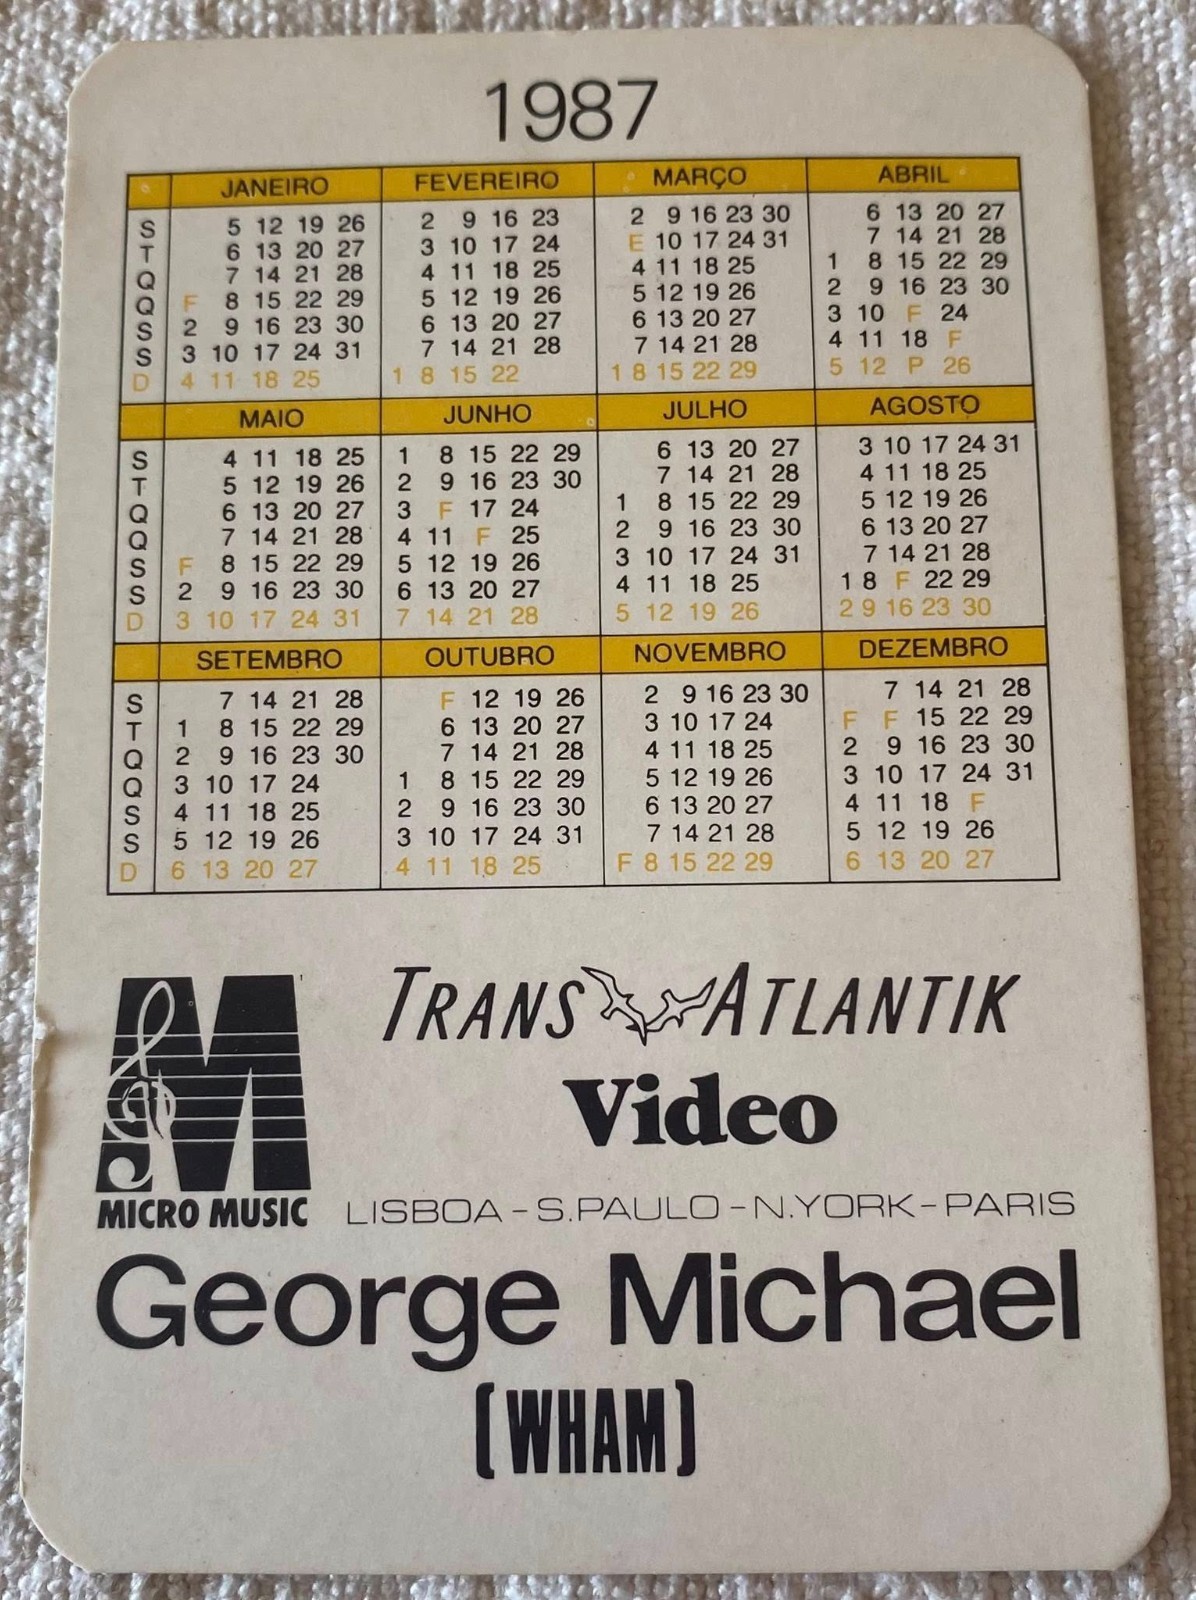 1987
JANEIRO FEVEREIRO MARÇO ABRIL
S 5 12 19 26 2 9 16 23 2 9 16 23 30 6 13 20 27
T 6 13 20 27 3 10 17 24 E 10 17 24 31 7 14 21 28
Q 7 14 21 28 4 11 18 25 4 11 18 25 1 8 15 22 29
Q F 8 15 22 29 5 12 19 26 5 12 19 26 2 9 16 23 30
S 2 9 16 23 30 6 13 20 27 6 13 20 27 3 10 F 24
S 3 10 17 24 31 7 14 21 28 7 14 21 28 4 11 18 F
D 4 11 18 25 1 8 15 22 1 8 15 22 29 5 12 P 26
MAIO JUNHO JULHO AGOSTO
S 4 11 18 25 1 8 15 22 29 6 13 20 27 3 10 17 24 31
T 5 12 19 26 2 9 16 23 30 7 14 21 28 4 11 18 25
Q 6 13 20 27 3 F 17 24 1 8 15 22 29 5 12 19 26
Q 7 14 21 28 4 11 F 25 2 9 16 23 30 6 13 20 27
S F 8 15 22 29 5 12 19 26 3 10 17 24 31 7 14 21 28
S 2 9 16 23 30 6 13 20 27 4 11 18 25 1 8 F 22 29
D 3 10 17 24 31 7 14 21 28 5 12 19 26 2 9 16 23 30
SETEMBRO OUTUBRO NOVEMBRO DEZEMBRO
S 7 14 21 28 F 12 19 26 2 9 16 23 30 7 14 21 28
T 1 8 15 22 29 6 13 20 27 3 10 17 24 F F 15 22 29
Q 2 9 16 23 30 7 14 21 28 4 11 18 25 2 9 16 23 30
Q 3 10 17 24 1 8 15 22 29 5 12 19 26 3 10 17 24 31
S 4 11 18 25 2 9 16 23 30 6 13 20 27 4 11 18 F
S 5 12 19 26 3 10 17 24 31 7 14 21 28 5 12 19 26
D 6 13 20 27 4 11 18 25 F 8 15 22 29 6 13 20 27
TRANS ATLANTIK
Video
M
MICRO MUSIC
LISBOA - S.PAULO - N.YORK - PARIS
George Michael
(WHAM)